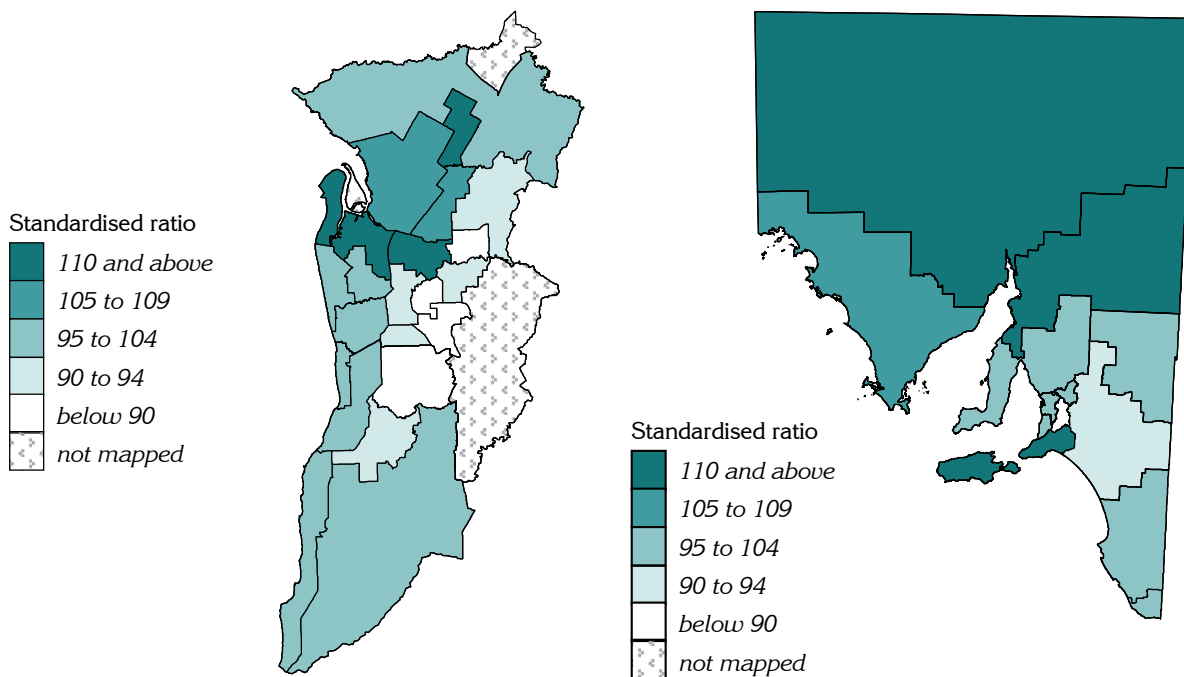 Standardised ratio
110 and above
105 to 109
95 to 104
90 to 94
below 90
not mapped
Standardised ratio
110 and above
105 to 109
95 to 104
90 to 94
below 90
not mapped